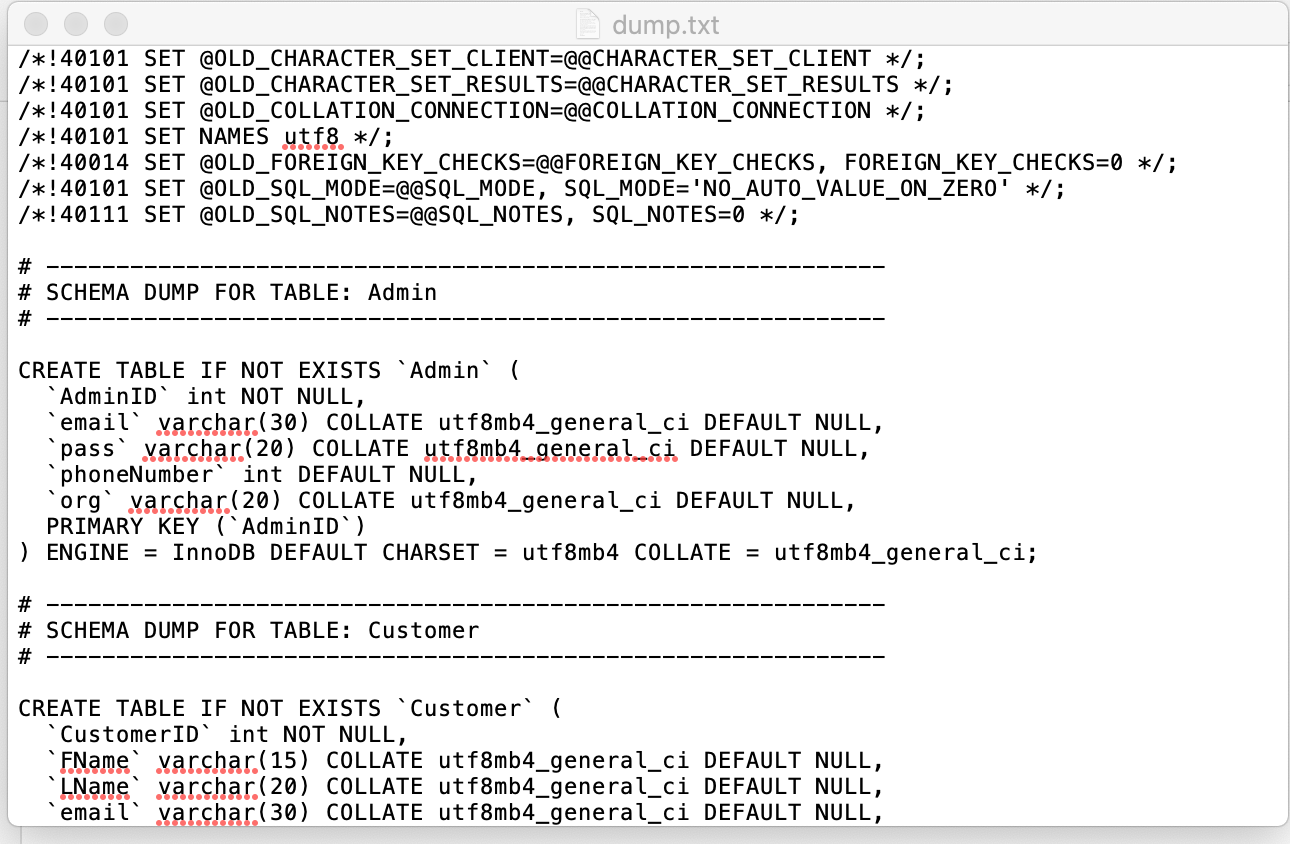 dump.txt
/*!40101 SET @OLD_CHARACTER_SET_CLIENT=@@CHARACTER_SET_CLIENT */;
/*!40101 SET @OLD_CHARACTER_SET_RESULTS=@@CHARACTER_SET_RESULTS */;
/*!40101 SET @OLD_COLLATION_CONNECTION=@@COLLATION_CONNECTION */;
/*!40101 SET NAMES utf8 */;
/*!40014 SET @OLD_FOREIGN_KEY_CHECKS=@@FOREIGN_KEY_CHECKS, FOREIGN_KEY_CHECKS=0 */;
/*!40101 SET @OLD_SQL_MODE=@@SQL_MODE, SQL_MODE='NO_AUTO_VALUE_ON_ZERO' */;
/*!40111 SET @OLD_SQL_NOTES=@@SQL_NOTES, SQL_NOTES=0 */;

# ------------------------------------------------------------
# SCHEMA DUMP FOR TABLE: Admin
# ------------------------------------------------------------

CREATE TABLE IF NOT EXISTS `Admin` (
  `AdminID` int NOT NULL,
  `email` varchar(30) COLLATE utf8mb4_general_ci DEFAULT NULL,
  `pass` varchar(20) COLLATE utf8mb4_general_ci DEFAULT NULL,
  `phoneNumber` int DEFAULT NULL,
  `org` varchar(20) COLLATE utf8mb4_general_ci DEFAULT NULL,
  PRIMARY KEY (`AdminID`)
) ENGINE = InnoDB DEFAULT CHARSET = utf8mb4 COLLATE = utf8mb4_general_ci;

# ------------------------------------------------------------
# SCHEMA DUMP FOR TABLE: Customer
# ------------------------------------------------------------

CREATE TABLE IF NOT EXISTS `Customer` (
  `CustomerID` int NOT NULL,
  `FName` varchar(15) COLLATE utf8mb4_general_ci DEFAULT NULL,
  `LName` varchar(20) COLLATE utf8mb4_general_ci DEFAULT NULL,
  `email` varchar(30) COLLATE utf8mb4_general_ci DEFAULT NULL,